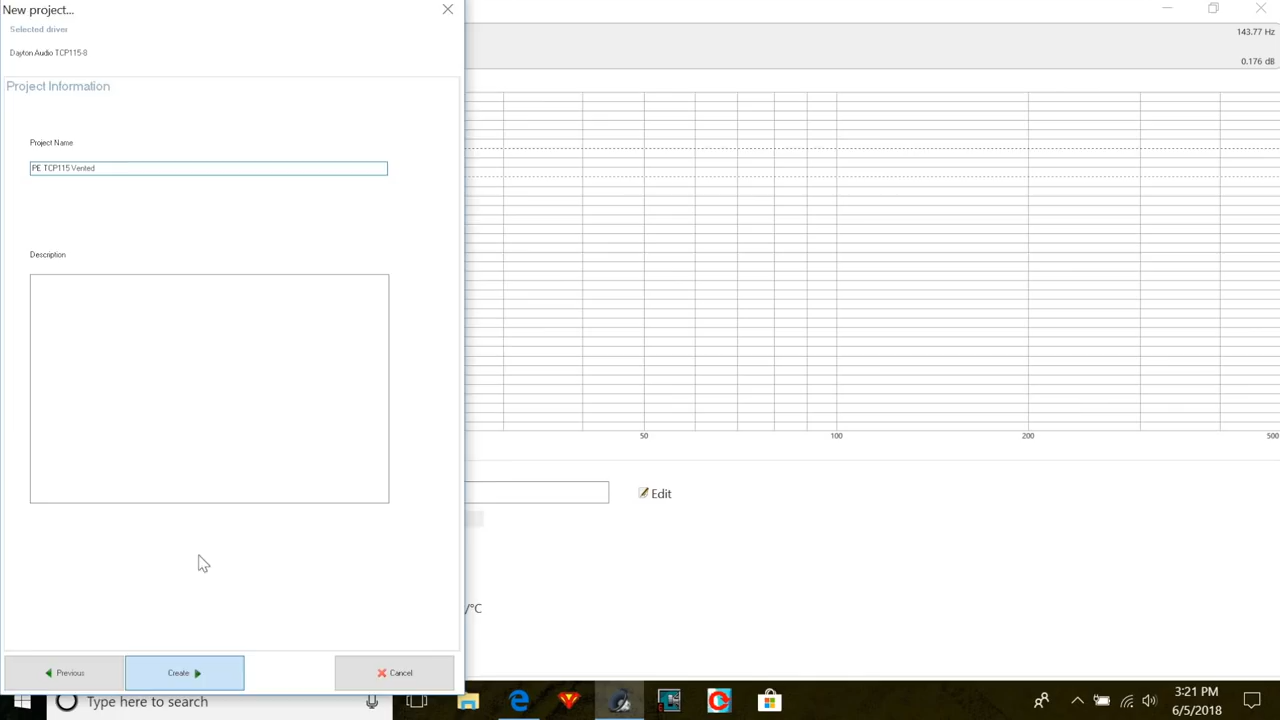 New project...
Selected driver
Dayton Audio TCP115-8
Project Information
Project Name
PE TCP115 Vented
Description
Previous
Create
Cancel
143.77 Hz
0.176 dB
50
100
200
500
Edit
/°C
Type here to search
3:21 PM
6/5/2018